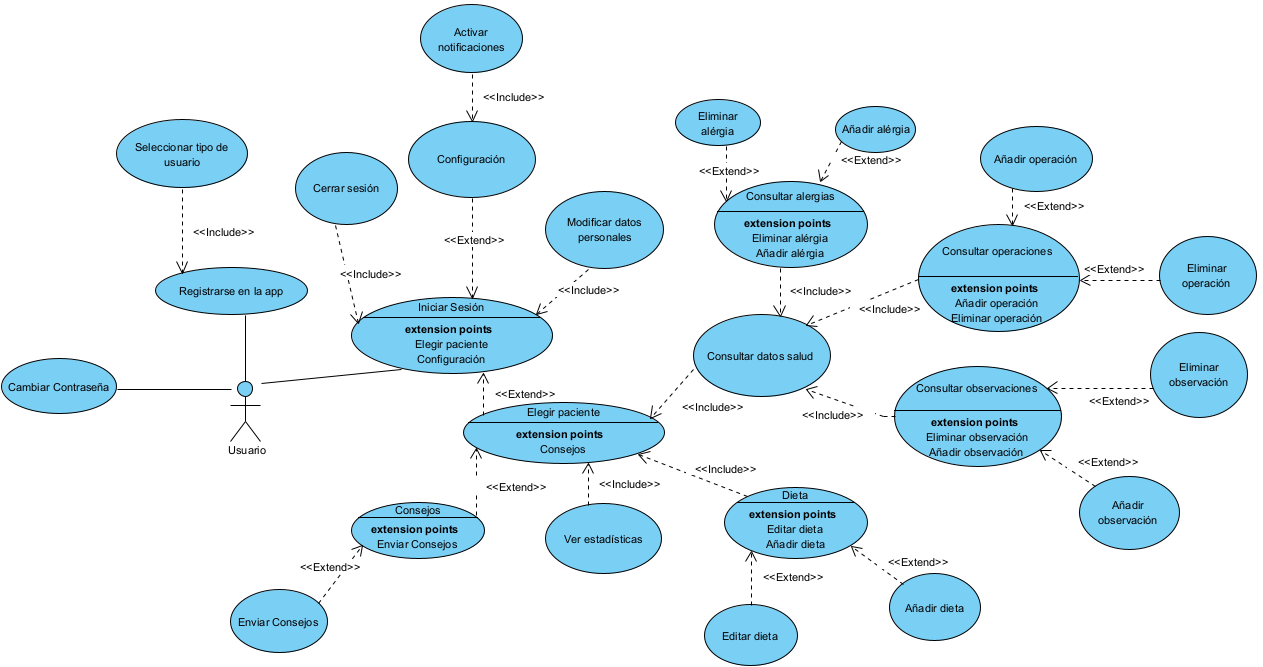 Activar
notificaciones
<<Include>>
Eliminar
alérgia
Añadir alérgia
<<Extend>>
<<Extend>>
Seleccionar tipo de
usuario
Configuración
Cerrar sesión
Añadir operación
<<Extend>>
Consultar alergias
extension points
Eliminar alérgia
Añadir alérgia
Modificar datos
personales
<<Include>>
<<Extend>>
Consultar operaciones
extension points
Añadir operación
Eliminar operación
<<Extend>>
Eliminar
operación
<<Include>>
Registrarse en la app
<<Include>>
<<Include>>
<<Include>>
Iniciar Sesión
extension points
Elegir paciente
Configuración
Consultar datos salud
Eliminar
observación
Cambiar Contraseña
<<Extend>>
Consultar observaciones
extension points
Eliminar observación
Añadir observación
<<Extend>>
<<Include>>
<<Include>>
Usuario
Elegir paciente
extension points
Consejos
<<Extend>>
<<Include>>
<<Include>>
<<Extend>>
Añadir
observación
Dieta
extension points
Editar dieta
Añadir dieta
Consejos
extension points
Enviar Consejos
Ver estadísticas
<<Extend>>
<<Extend>>
<<Extend>>
Enviar Consejos
Añadir dieta
Editar dieta